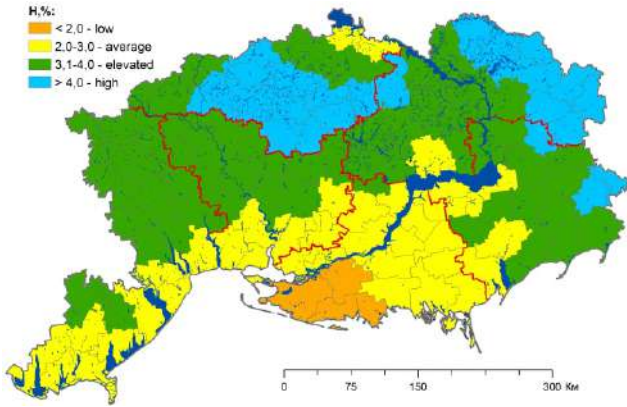 H,%:
< 2,0 - low
2,0-3,0 - average
3,1-4,0 - elevated
> 4,0 - high
0 75 150 300 Км